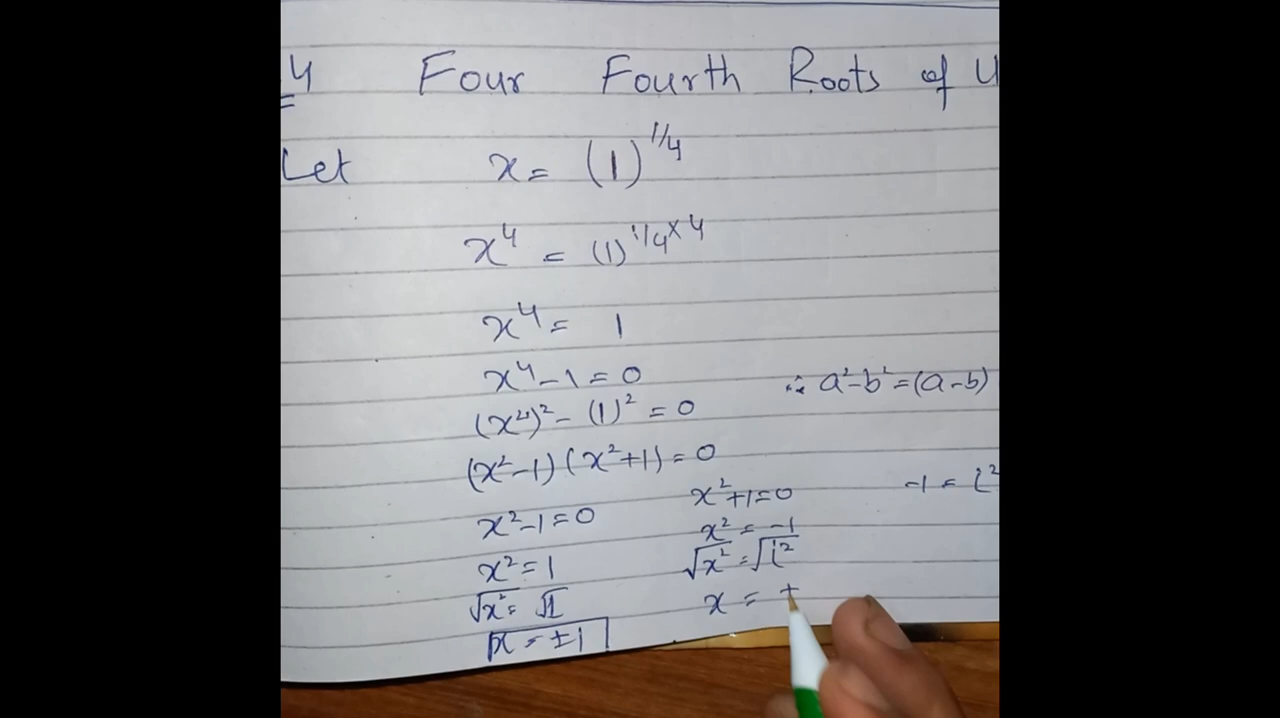 4 Four Fourth Roots of U
Let x = (1)^1/4
x^4 = (1)^1/4×4
x^4 = 1
x^4 - 1 = 0
(x^4)^2 - (1)^2 = 0 ∴ a^2-b^2=(a-b)
(x^2-1)(x^2+1) = 0
x^2-1=0 x^2+1=0 -1 = i^2
x^2 = 1 x^2 = -1
√x^2 = √1 √x^2 = √i^2
x = ±1 x = +